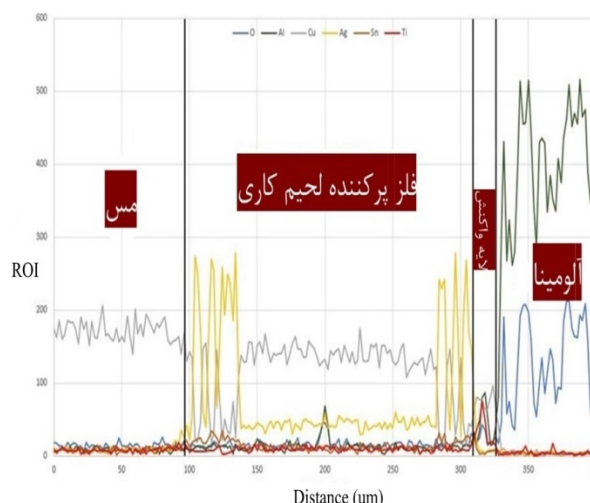 600
O Al Cu Ag Sn Ti
500
400
فلز پرکننده لحیم کاری
مس
300
لایه واکنش
آلومینا
ROI
200
100
0
0 50 100 150 200 250 300 350
Distance (um)